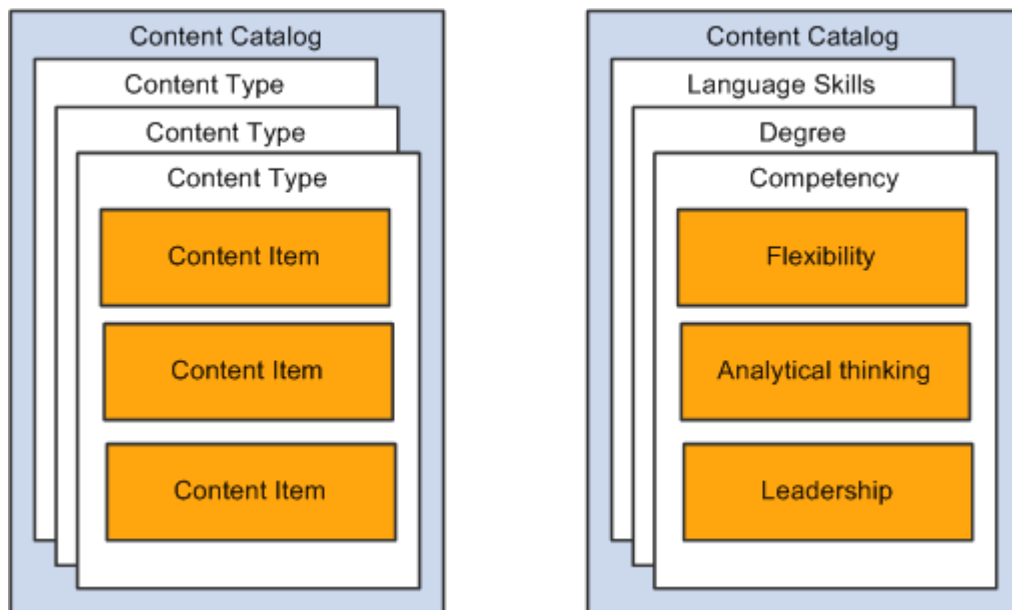 Content Catalog
Content Type
Content Type
Content Type
Content Item
Content Item
Content Item
Content Catalog
Language Skills
Degree
Competency
Flexibility
Analytical thinking
Leadership